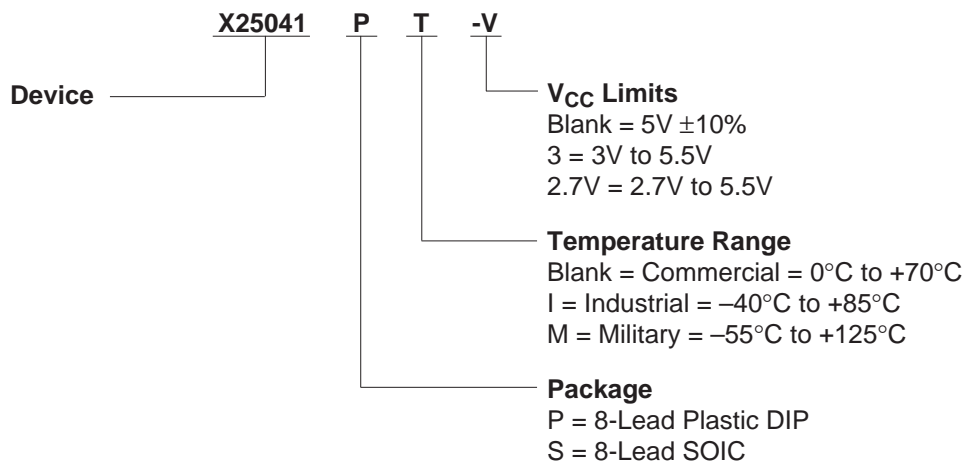 X25041 P T -V
Device
VCC Limits
Blank = 5V ±10%
3 = 3V to 5.5V
2.7V = 2.7V to 5.5V
Temperature Range
Blank = Commercial = 0°C to +70°C
I = Industrial = –40°C to +85°C
M = Military = –55°C to +125°C
Package
P = 8-Lead Plastic DIP
S = 8-Lead SOIC